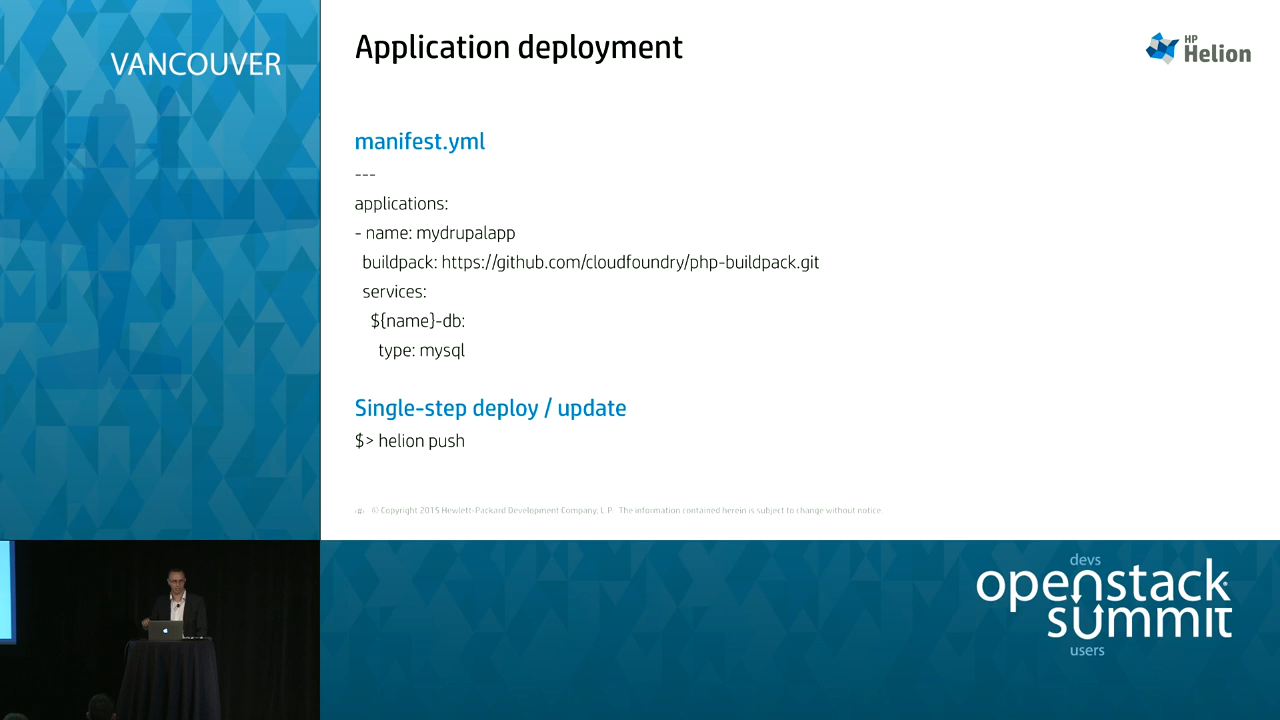 VANCOUVER
Application deployment
HP
Helion
manifest.yml
---
applications:
- name: mydrupalapp
buildpack: https://github.com/cloudfoundry/php-buildpack.git
services:
${name}-db:
type: mysql
Single-step deploy / update
$> helion push
‹#› © Copyright 2015 Hewlett-Packard Development Company, L.P. The information contained herein is subject to change without notice.
devs
openstack
summit
users